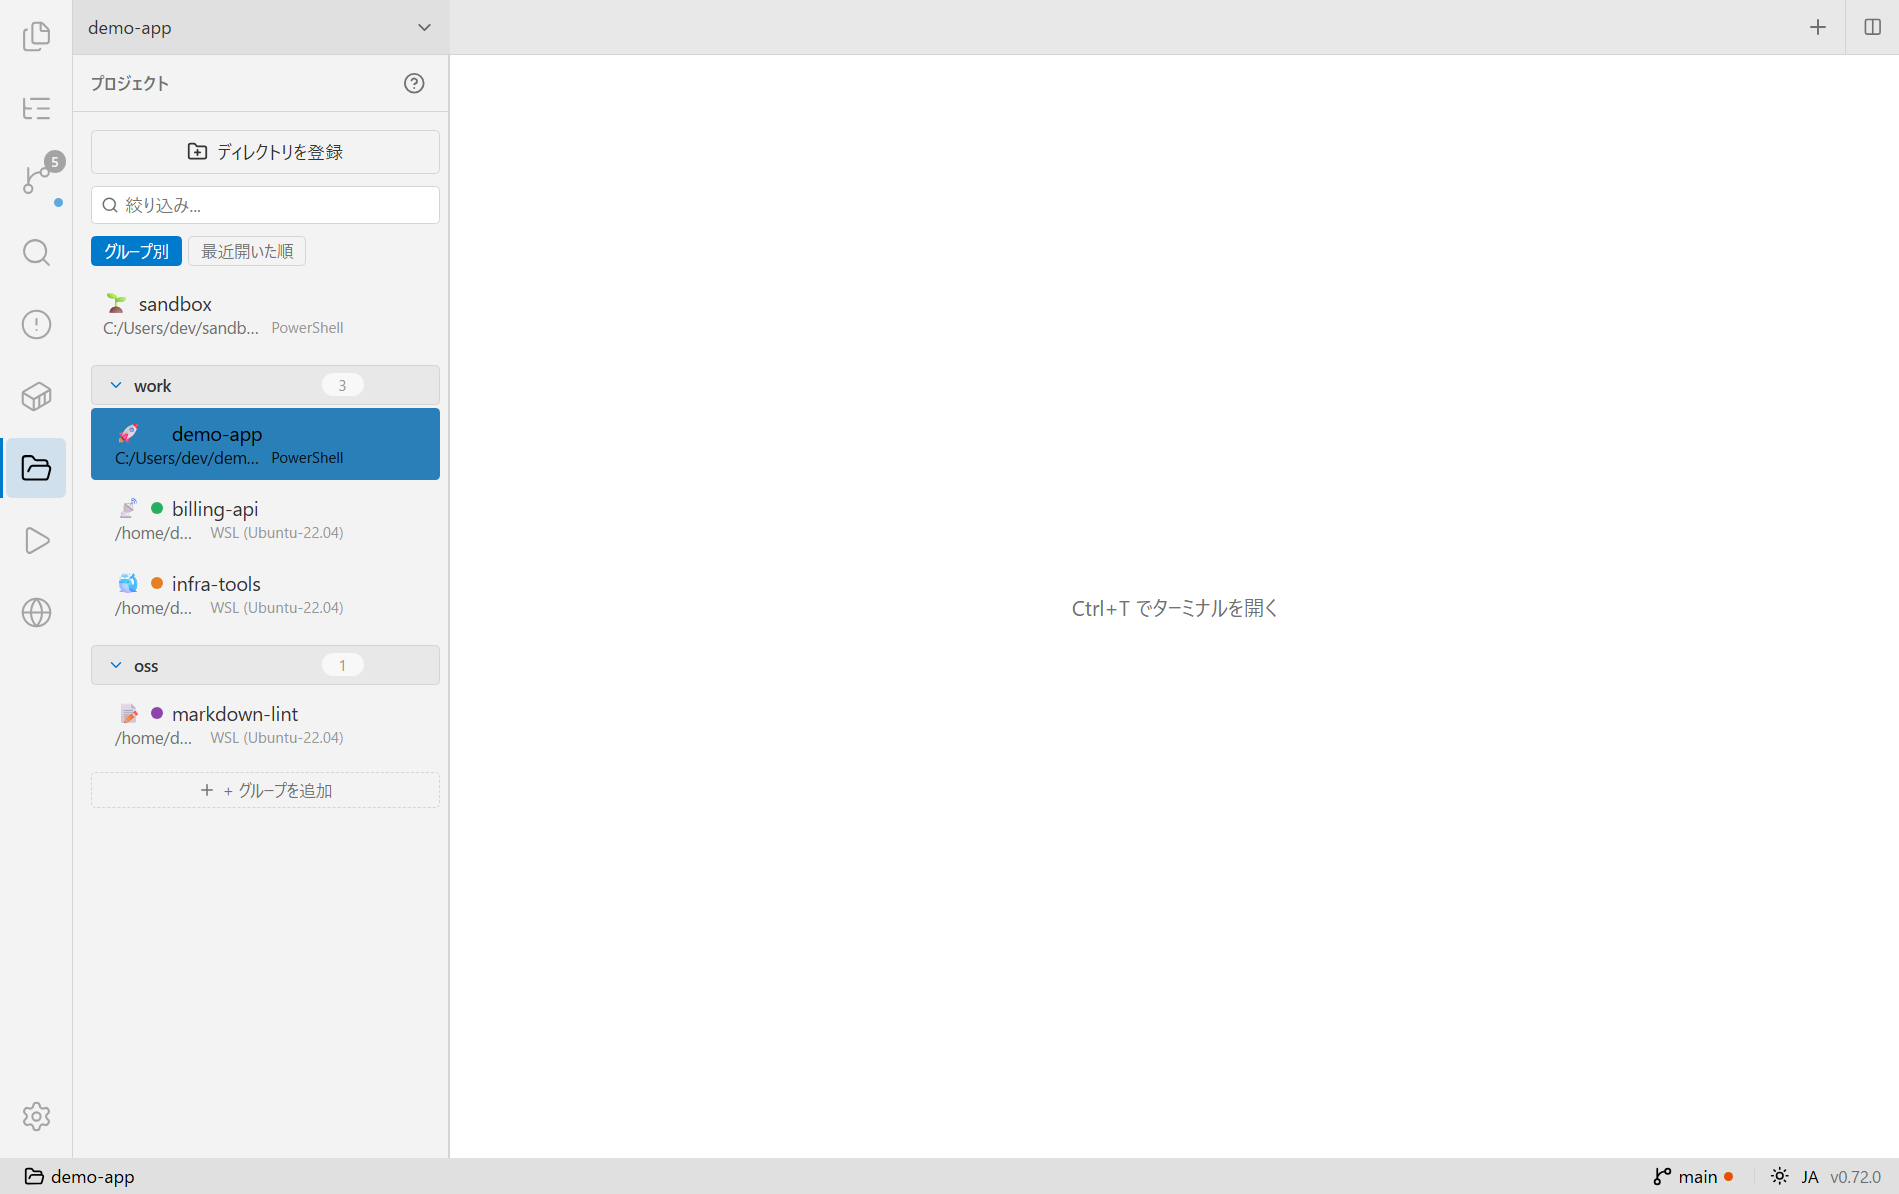 demo-app
プロジェクト
5
ディレクトリを登録
絞り込み...
グループ別
最近開いた順
sandbox
C:/Users/dev/sandb... PowerShell
work 3
demo-app
C:/Users/dev/dem... PowerShell
billing-api
/home/d... WSL (Ubuntu-22.04)
infra-tools
/home/d... WSL (Ubuntu-22.04)
oss 1
markdown-lint
/home/d... WSL (Ubuntu-22.04)
+ グループを追加
Ctrl+T でターミナルを開く
demo-app
main
JA v0.72.0